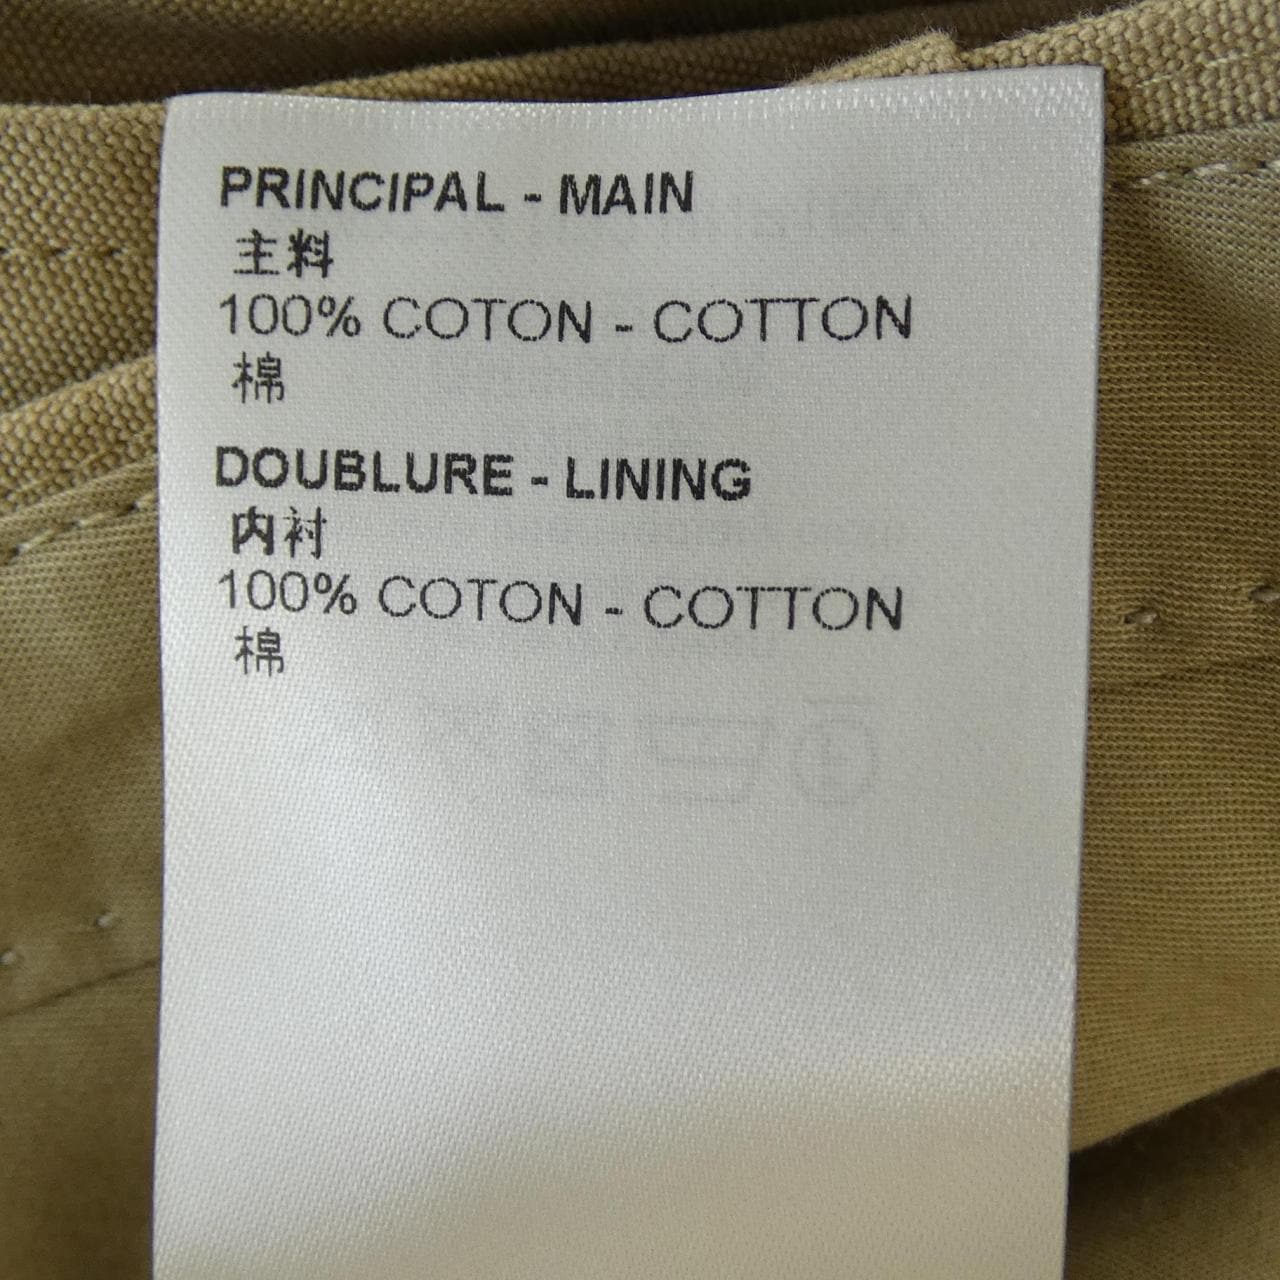 PRINCIPAL - MAIN
主料
100% COTON - COTTON
棉
DOUBLURE - LINING
内衬
100% COTON - COTTON
棉